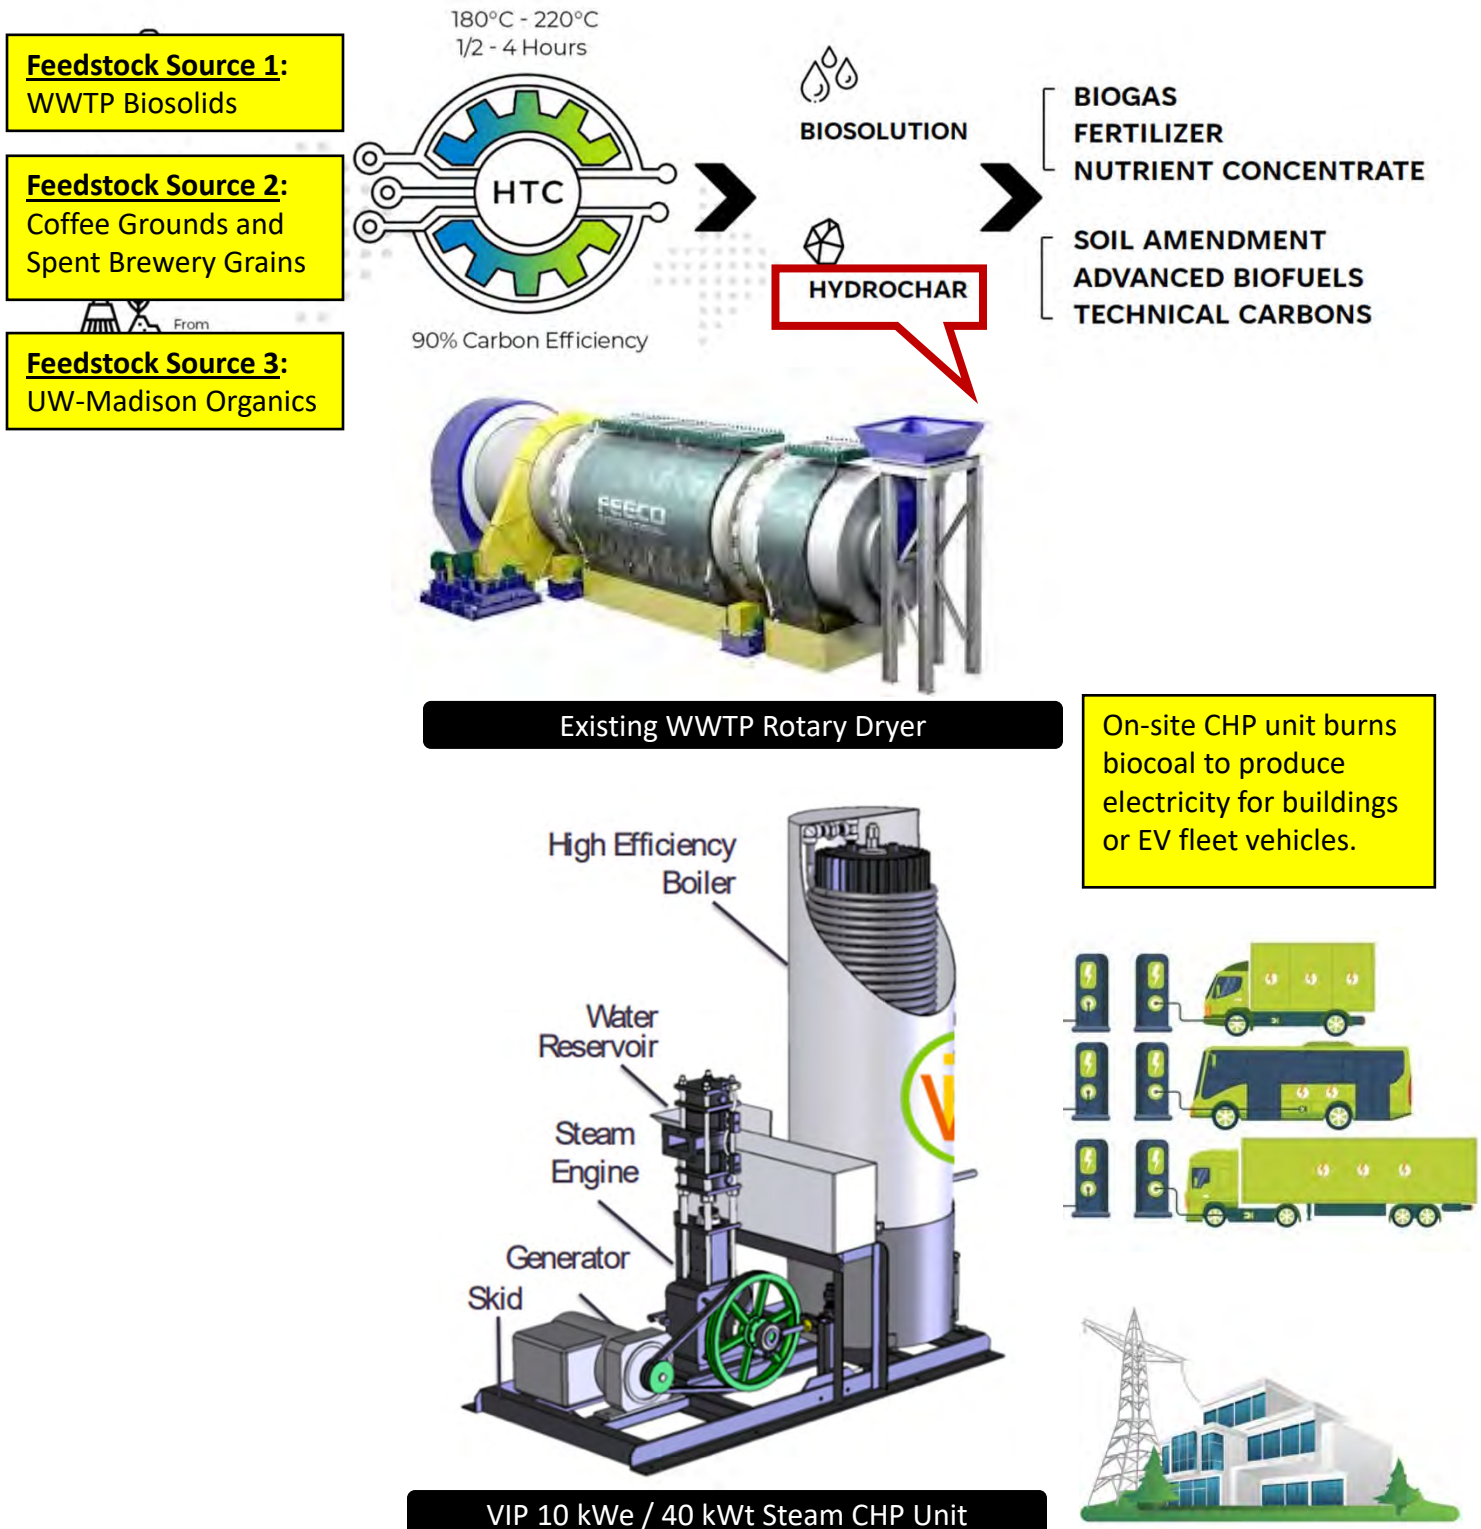 180°C - 220°C
1/2 - 4 Hours
Feedstock Source 1:
WWTP Biosolids
Feedstock Source 2:
Coffee Grounds and
Spent Brewery Grains
From
Feedstock Source 3:
UW-Madison Organics
HTC
90% Carbon Efficiency
BIOSOLUTION
HYDROCHAR
BIOGAS
FERTILIZER
NUTRIENT CONCENTRATE
SOIL AMENDMENT
ADVANCED BIOFUELS
TECHNICAL CARBONS
FEECO
Existing WWTP Rotary Dryer
On-site CHP unit burns
biocoal to produce
electricity for buildings
or EV fleet vehicles.
High Efficiency
Boiler
Water
Reservoir
Steam
Engine
Generator
Skid
VIP 10 kWe / 40 kWt Steam CHP Unit